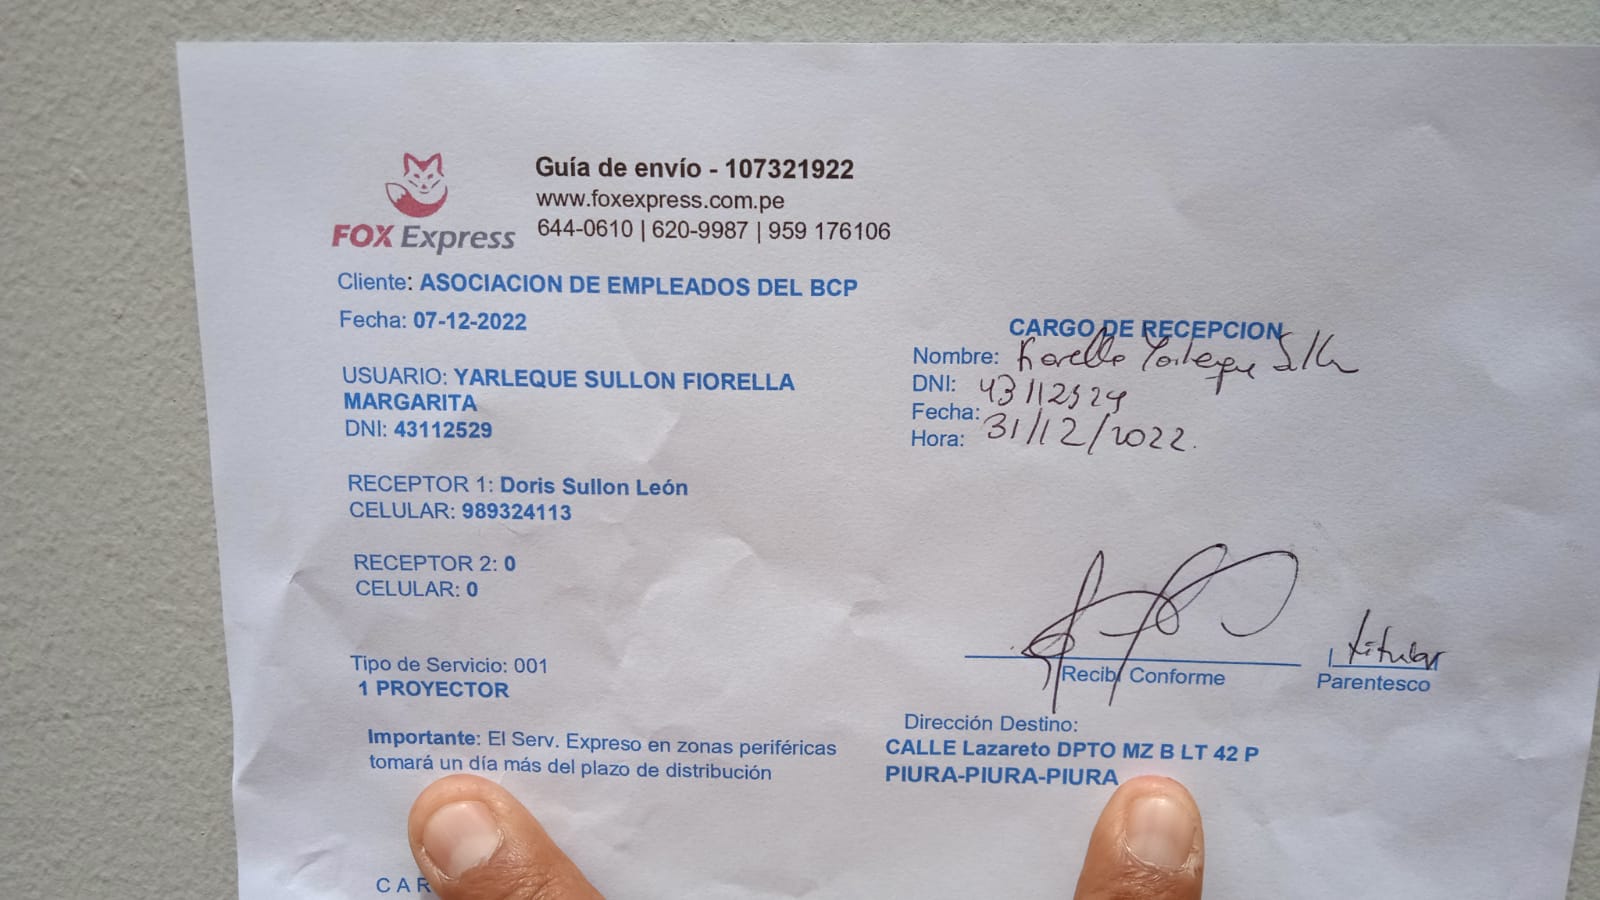 FOX Express
Guía de envío - 107321922
www.foxexpress.com.pe
644-0610 | 620-9987 | 959 176106
Cliente: ASOCIACION DE EMPLEADOS DEL BCP
Fecha: 07-12-2022
USUARIO: YARLEQUE SULLON FIORELLA
MARGARITA
DNI: 43112529
RECEPTOR 1: Doris Sullon León
CELULAR: 989324113
RECEPTOR 2: 0
CELULAR: 0
Tipo de Servicio: 001
1 PROYECTOR
Importante: El Serv. Expreso en zonas periféricas
tomará un día más del plazo de distribución
CAR
CARGO DE RECEPCION
Nombre: Fiorella Yarleque
DNI: 43112529
Fecha: 31/12/2022.
Hora:
Recibí Conforme
titular
Parentesco
Dirección Destino:
CALLE Lazareto DPTO MZ B LT 42 P
PIURA-PIURA-PIURA